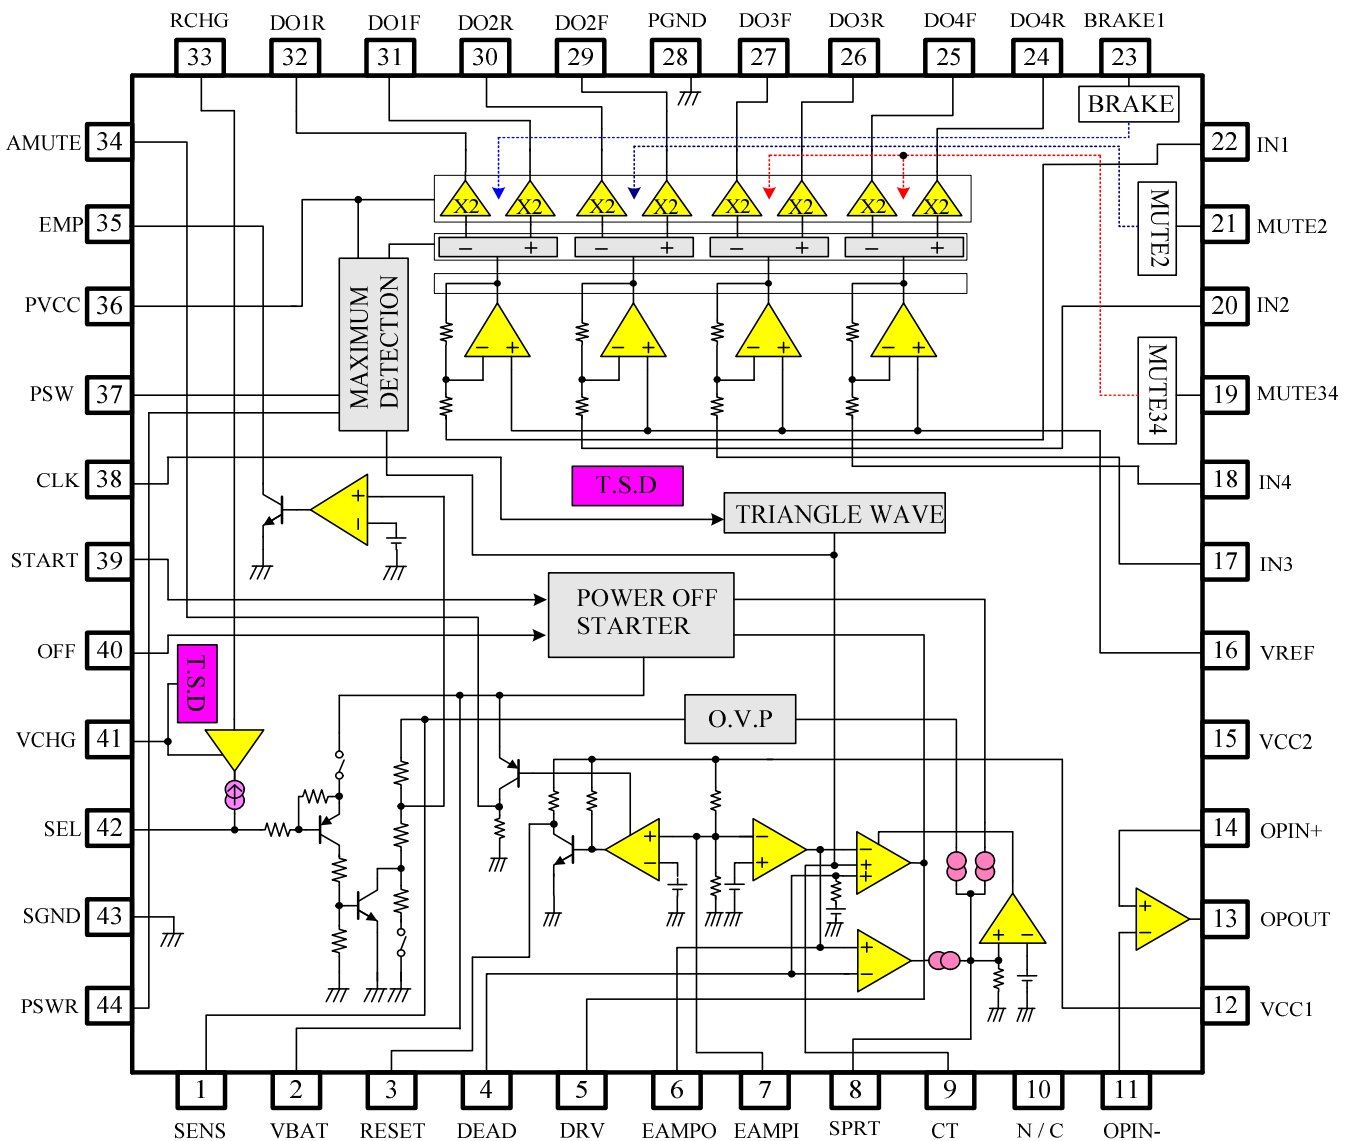 RCHG DO1R DO1F DO2R DO2F PGND DO3F DO3R DO4F DO4R BRAKE1
33 32 31 30 29 28 27 26 25 24 23
BRAKE
AMUTE 34
22 IN1
EMP 35
X2 X2 X2 X2 X2 X2 X2 X2
MUTE2
21 MUTE2
− + − + − + − +
PVCC 36
MAXIMUM
DETECTION
20 IN2
− + − + − + − +
PSW 37
MUTE34
19 MUTE34
CLK 38
T.S.D
18 IN4
+
−
TRIANGLE WAVE
START 39
17 IN3
POWER OFF
STARTER
OFF 40
T.S.D
16 VREF
O.V.P
VCHG 41
15 VCC2
SEL 42
+
−
−
+
−
+
+
14 OPIN+
SGND 43
+
−
+ −
+
−
13 OPOUT
PSWR 44
12 VCC1
1 2 3 4 5 6 7 8 9 10 11
SENS VBAT RESET DEAD DRV EAMPO EAMPI SPRT CT N / C OPIN-